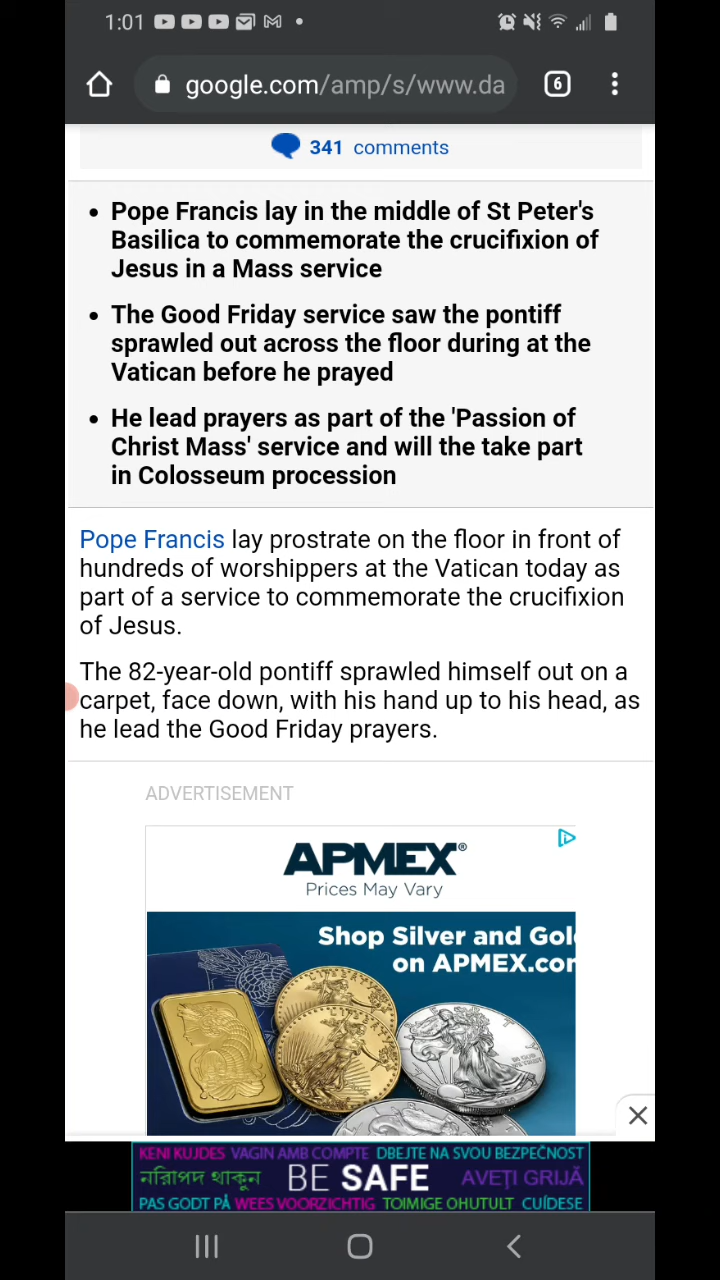 1:01
6
google.com/amp/s/www.da
341 comments
• Pope Francis lay in the middle of St Peter's
Basilica to commemorate the crucifixion of
Jesus in a Mass service
• The Good Friday service saw the pontiff
sprawled out across the floor during at the
Vatican before he prayed
• He lead prayers as part of the 'Passion of
Christ Mass' service and will the take part
in Colosseum procession
Pope Francis lay prostrate on the floor in front of
hundreds of worshippers at the Vatican today as
part of a service to commemorate the crucifixion
of Jesus.
The 82-year-old pontiff sprawled himself out on a
carpet, face down, with his hand up to his head, as
he lead the Good Friday prayers.
ADVERTISEMENT
APMEX®
Prices May Vary
Shop Silver and Gol
on APMEX.com
LIBERTY
LIBERTY
KENI KUJDES VAGIN AMB COMPTE DBEJTE NA SVOU BEZPEČNOST
নিরাপদ থাকুন BE SAFE AVEȚI GRIJĂ
PAS GODT PÅ WEES VOORZICHTIG TOIMIGE OHUTULT CUÍDESE